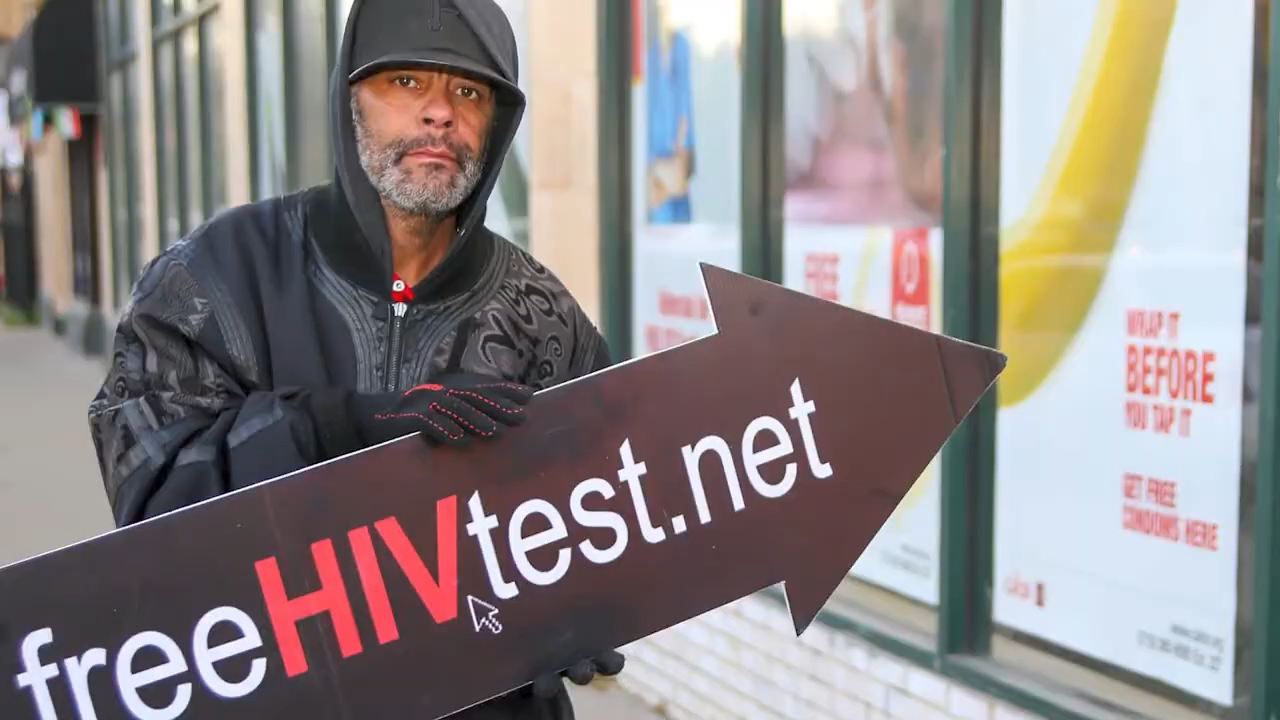 freeHIVtest.net
FREE
WRAP IT
BEFORE
YOU TAP IT
GET FREE
CONDOMS HERE